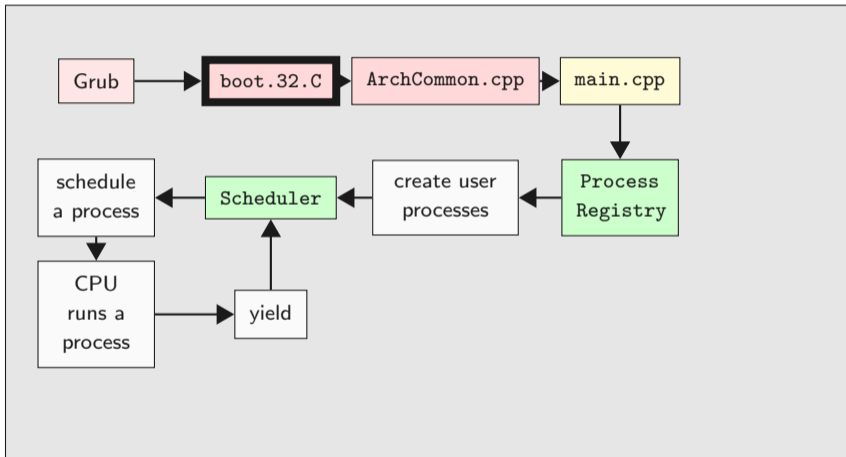 Grub
boot.32.C
ArchCommon.cpp
main.cpp
schedule
a process
Scheduler
create user
processes
Process
Registry
CPU
runs a
process
yield